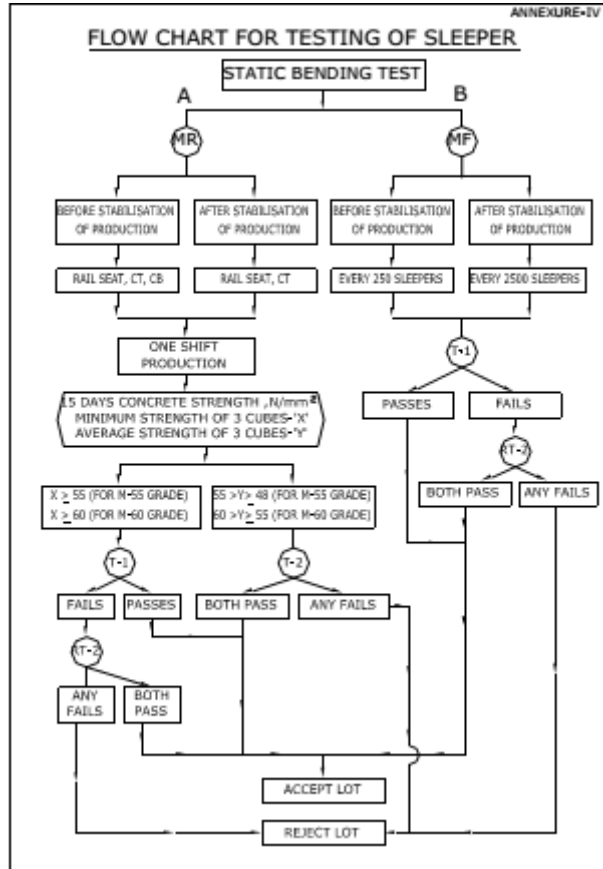 ANNEXURE-IV
FLOW CHART FOR TESTING OF SLEEPER
STATIC BENDING TEST
A
B
MR
MF
BEFORE STABILISATION
OF PRODUCTION
AFTER STABILISATION
OF PRODUCTION
BEFORE STABILISATION
OF PRODUCTION
AFTER STABILISATION
OF PRODUCTION
RAIL SEAT, CT, CB
RAIL SEAT, CT
EVERY 250 SLEEPERS
EVERY 2500 SLEEPERS
ONE SHIFT
PRODUCTION
T-1
15 DAYS CONCRETE STRENGTH ,N/mm²
MINIMUM STRENGTH OF 3 CUBES-'X'
AVERAGE STRENGTH OF 3 CUBES-'Y'
PASSES
FAILS
RT-2
BOTH PASS
ANY FAILS
X ≥ 55 (FOR M-55 GRADE)
X ≥ 60 (FOR M-60 GRADE)
55 >Y≥ 48 (FOR M-55 GRADE)
60 >Y≥ 55 (FOR M-60 GRADE)
T-1
T-2
FAILS
PASSES
BOTH PASS
ANY FAILS
RT-2
ANY
FAILS
BOTH
PASS
ACCEPT LOT
REJECT LOT